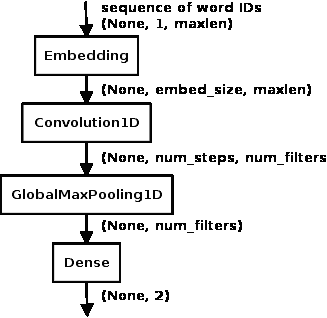 sequence of word IDs
(None, 1, maxlen)
Embedding
(None, embed_size, maxlen)
Convolution1D
(None, num_steps, num_filters
GlobalMaxPooling1D
(None, num_filters)
Dense
(None, 2)